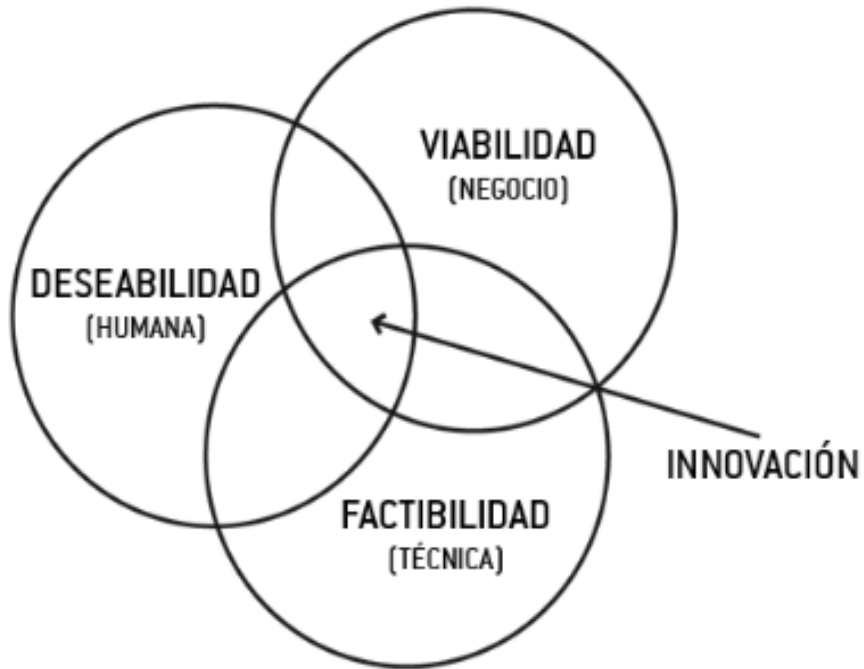 VIABILIDAD
(NEGOCIO)
DESEABILIDAD
(HUMANA)
INNOVACIÓN
FACTIBILIDAD
(TÉCNICA)